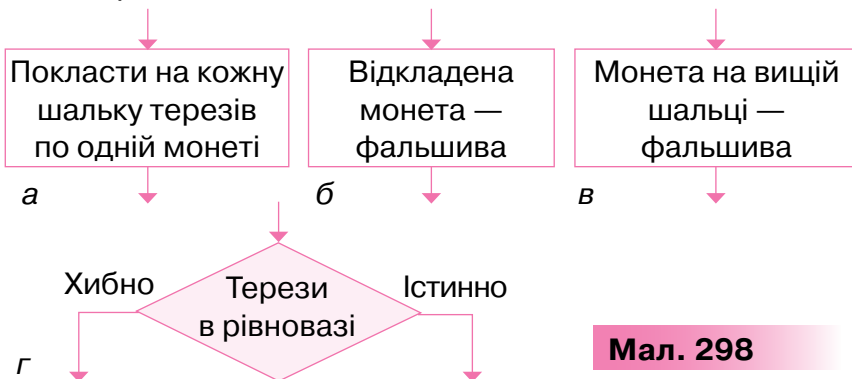 Покласти на кожну
шальку терезів
по одній монеті
а
Відкладена
монета —
фальшива
б
Монета на вищій
шальці —
фальшива
в
Хибно
Терези
в рівновазі
Істинно
г
Мал. 298